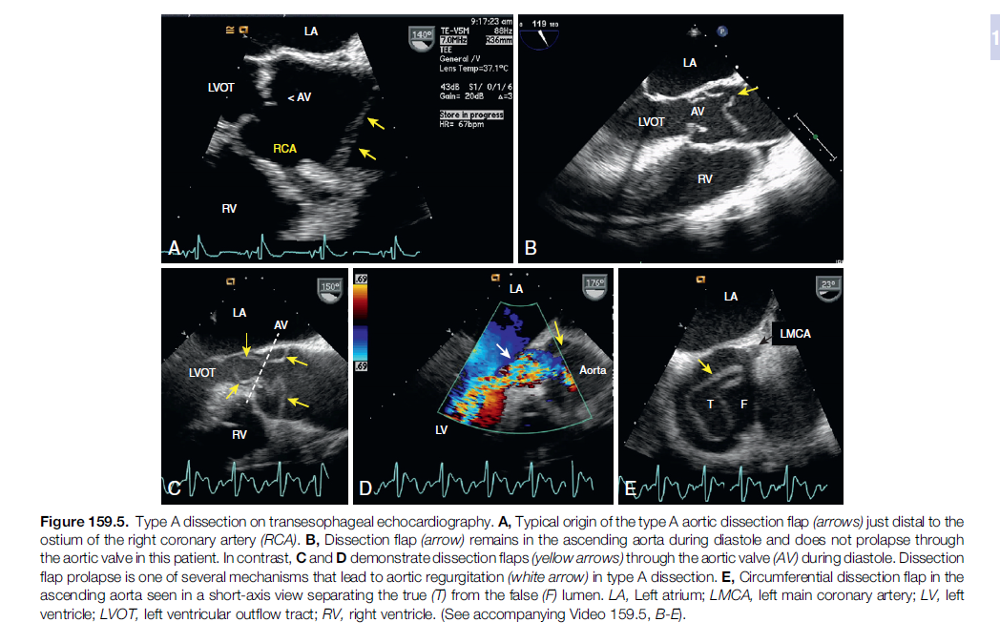 LA
LVOT
< AV
RCA
RV
A
140°
9:17:23 am
TE-V5M 88Hz
7.0MHz R36mm
TEE
General /V
Lens Temp=37.1°C
43dB S1/ 0/1/6
Gain= 20dB Δ=3
Store in progress
HR= 67bpm
0 119 180
P
LA
AV
LVOT
RV
B
150°
LA
AV
LVOT
RV
C
.69
.69
176°
LA
Aorta
LV
D
23°
LA
LMCA
T F
E
1
Figure 159.5. Type A dissection on transesophageal echocardiography. A, Typical origin of the type A aortic dissection flap (arrows) just distal to the
ostium of the right coronary artery (RCA). B, Dissection flap (arrow) remains in the ascending aorta during diastole and does not prolapse through
the aortic valve in this patient. In contrast, C and D demonstrate dissection flaps (yellow arrows) through the aortic valve (AV) during diastole. Dissection
flap prolapse is one of several mechanisms that lead to aortic regurgitation (white arrow) in type A dissection. E, Circumferential dissection flap in the
ascending aorta seen in a short-axis view separating the true (T) from the false (F) lumen. LA, Left atrium; LMCA, left main coronary artery; LV, left
ventricle; LVOT, left ventricular outflow tract; RV, right ventricle. (See accompanying Video 159.5, B-E).